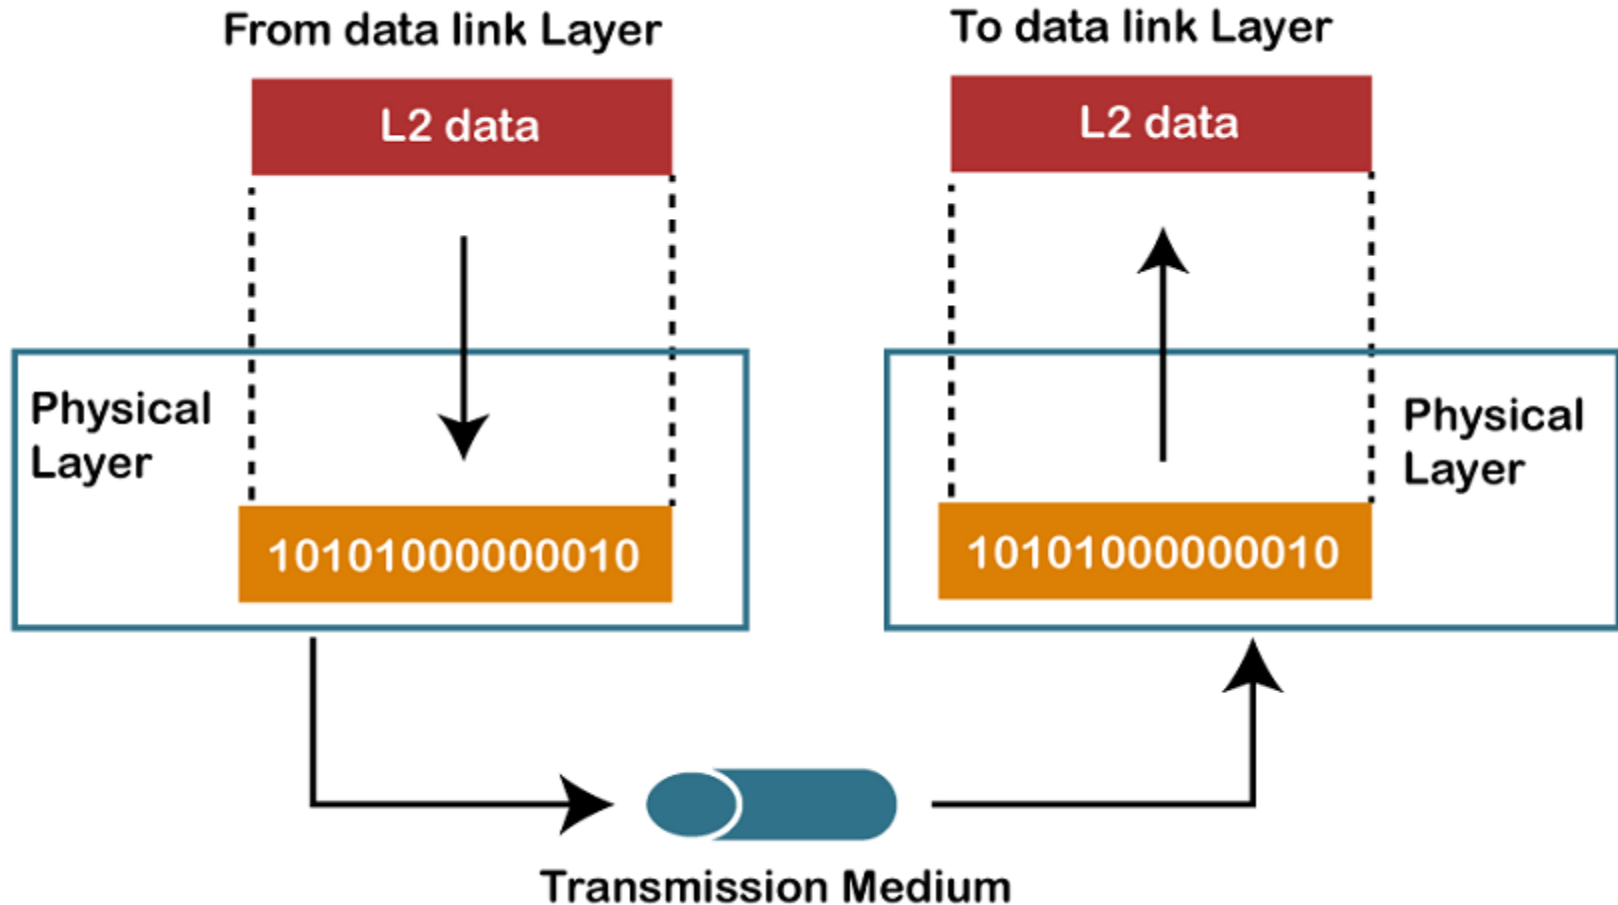 From data link Layer
To data link Layer
L2 data
L2 data
Physical
Layer
Physical
Layer
10101000000010
10101000000010
Transmission Medium